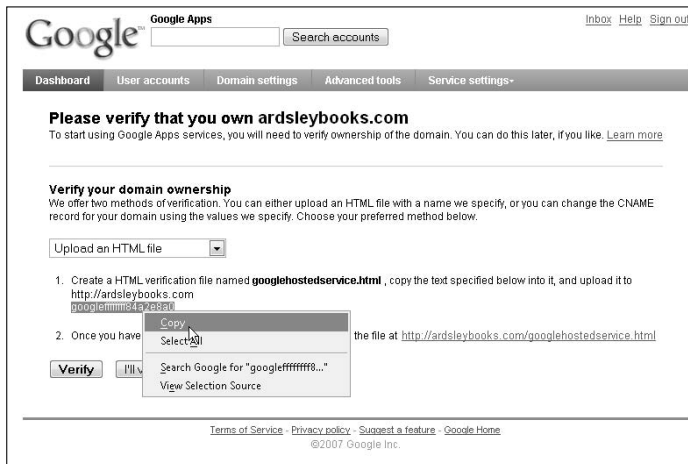 Google™
Google Apps
Search accounts
Inbox Help Sign out
Dashboard User accounts Domain settings Advanced tools Service settings
Please verify that you own ardsleybooks.com
To start using Google Apps services, you will need to verify ownership of the domain. You can do this later, if you like. Learn more
Verify your domain ownership
We offer two methods of verification. You can either upload an HTML file with a name we specify, or you can change the CNAME
record for your domain using the values we specify. Choose your preferred method below.
Upload an HTML file
1. Create a HTML verification file named googlehostedservice.html , copy the text specified below into it, and upload it to
http://ardsleybooks.com
Copy
2. Once you have the file at http://ardsleybooks.com/googlehostedservice.html
Select All
Verify I'll v
Search Google for "googleffffffff8..."
View Selection Source
Terms of Service - Privacy policy - Suggest a feature - Google Home
©2007 Google Inc.